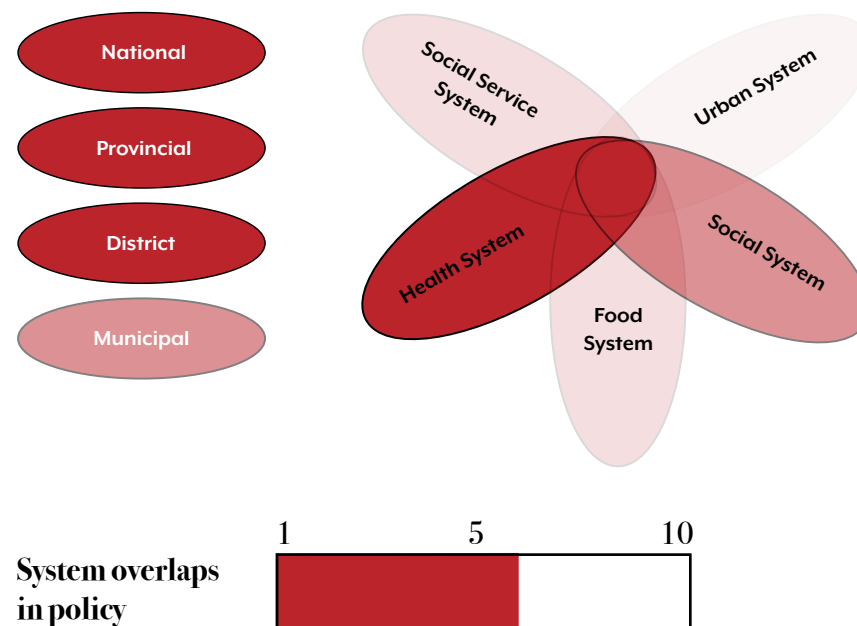 National
Provincial
District
Municipal
Social Service
System
Urban System
Health System
Social System
Food
System
1
5
10
System overlaps
in policy